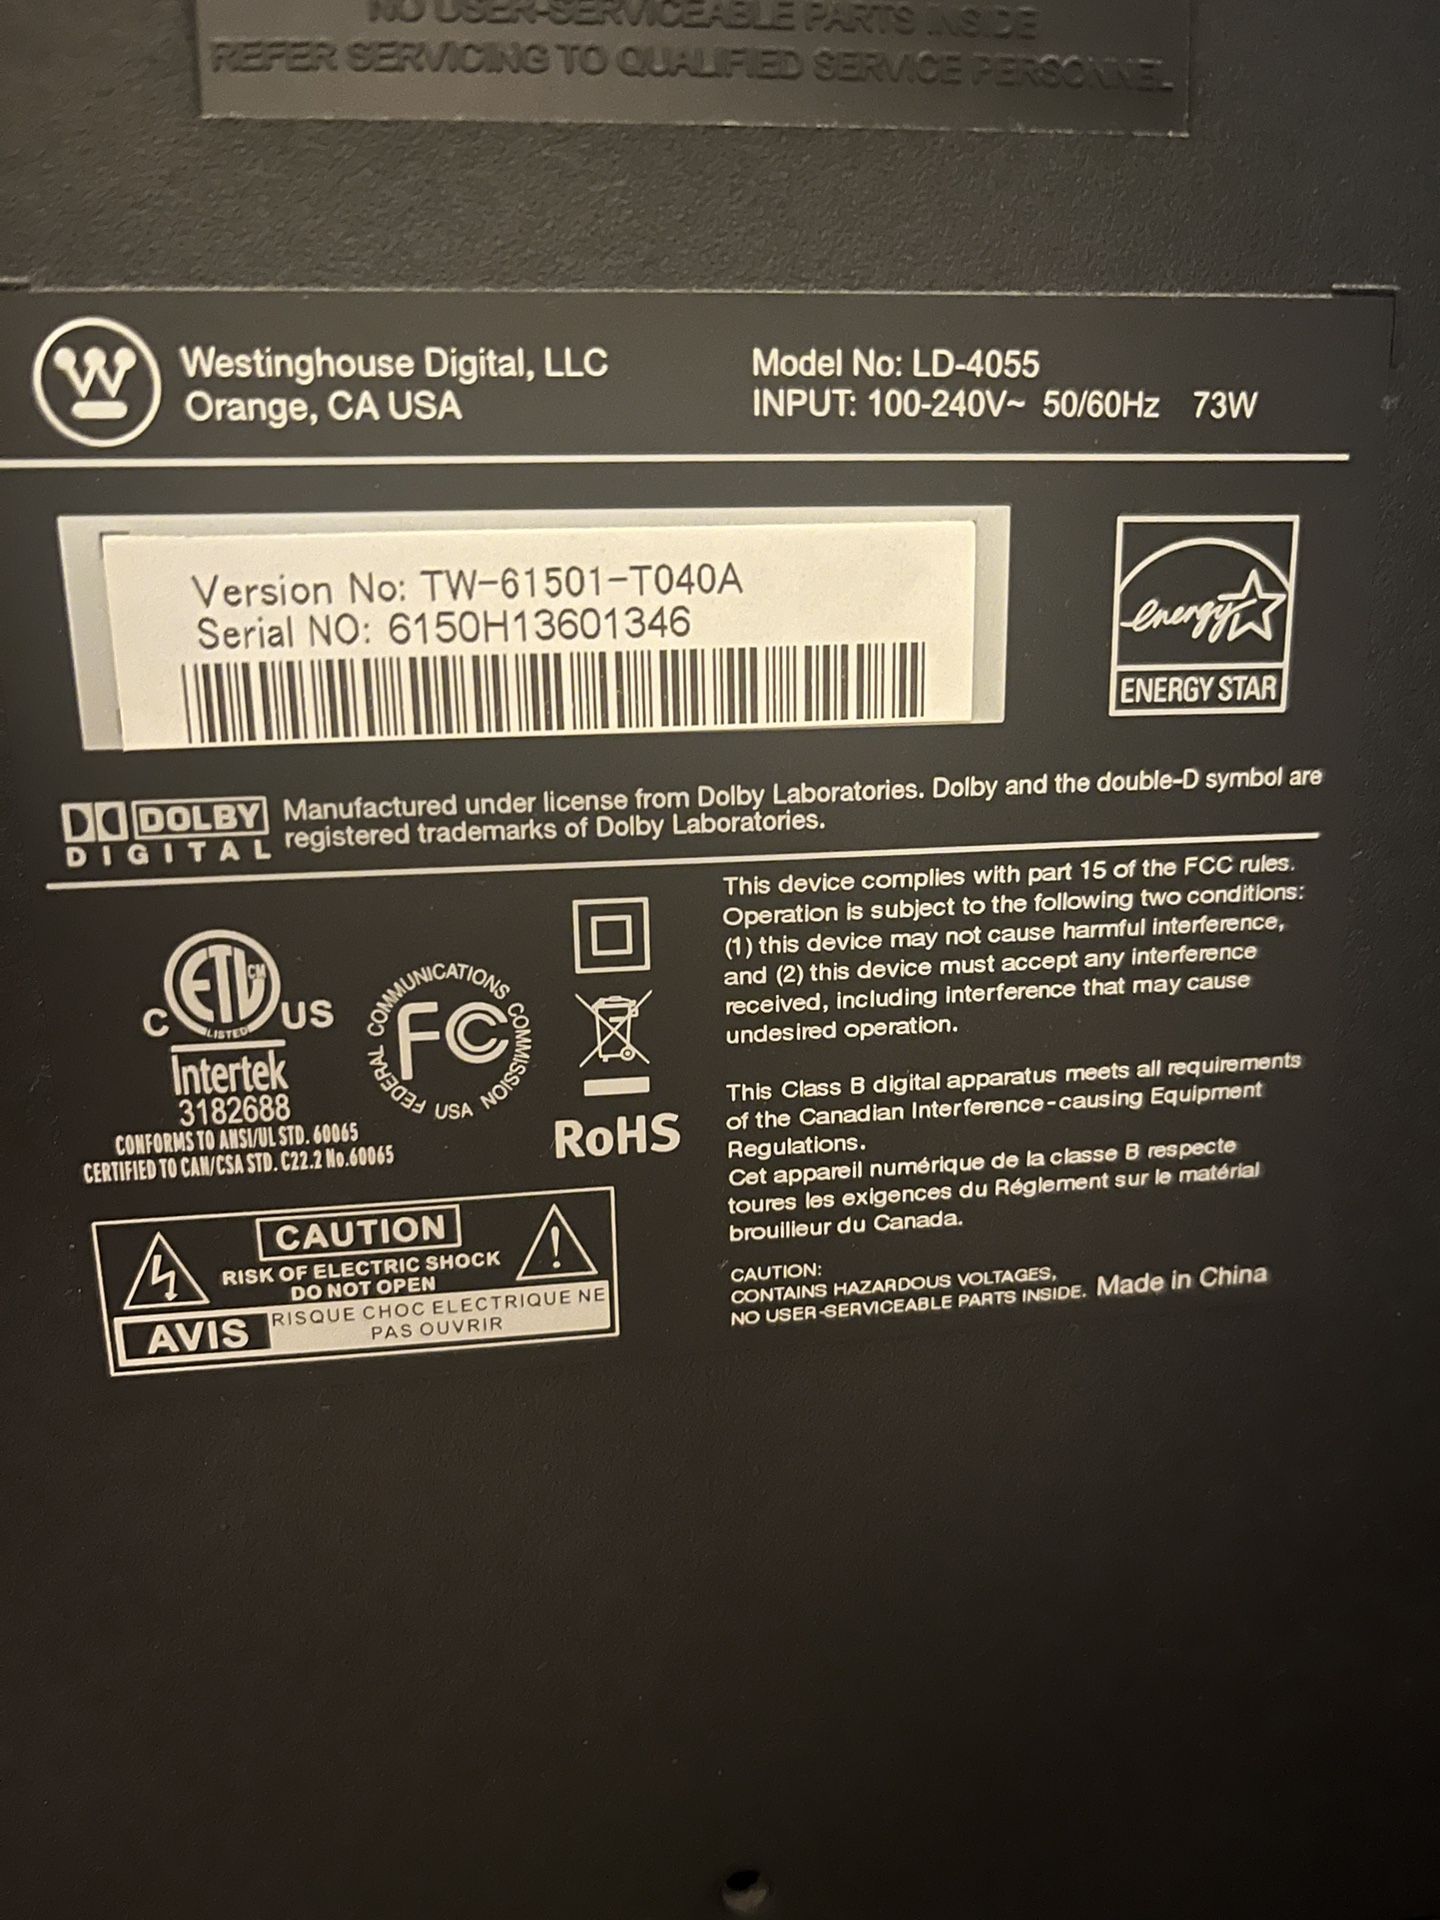 NO USER-SERVICEABLE PARTS INSIDE
REFER SERVICING TO QUALIFIED SERVICE PERSONNEL
W
Westinghouse Digital, LLC
Orange, CA USA
Model No: LD-4055
INPUT: 100-240V~ 50/60Hz 73W
Version No: TW-61501-T040A
Serial NO: 6150H13601346
energy
ENERGY STAR
DOLBY
DIGITAL
Manufactured under license from Dolby Laboratories. Dolby and the double-D symbol are
registered trademarks of Dolby Laboratories.
C ETL CM US
LISTED
Intertek
3182688
CONFORMS TO ANSI/UL STD. 60065
CERTIFIED TO CAN/CSA STD. C22.2 No.60065
FEDERAL COMMUNICATIONS COMMISSION
FC
USA
RoHS
This device complies with part 15 of the FCC rules.
Operation is subject to the following two conditions:
(1) this device may not cause harmful interference,
and (2) this device must accept any interference
received, including interference that may cause
undesired operation.
This Class B digital apparatus meets all requirements
of the Canadian Interference-causing Equipment
Regulations.
Cet appareil numérique de la classe B respecte
toures les exigences du Réglement sur le matérial
brouilieur du Canada.
CAUTION
RISK OF ELECTRIC SHOCK
DO NOT OPEN
AVIS
RISQUE CHOC ELECTRIQUE NE
PAS OUVRIR
CAUTION:
CONTAINS HAZARDOUS VOLTAGES,
NO USER-SERVICEABLE PARTS INSIDE. Made in China